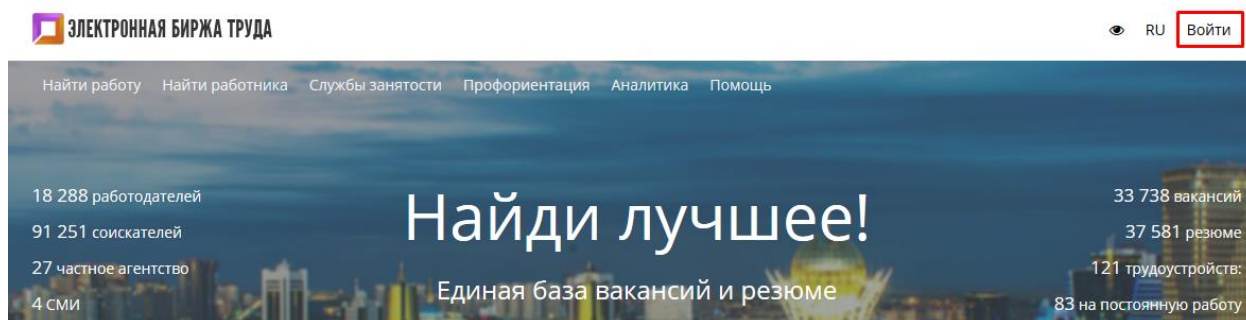 ЭЛЕКТРОННАЯ БИРЖА ТРУДА
RU Войти
Найти работу Найти работника Службы занятости Профориентация Аналитика Помощь
18 288 работодателей
91 251 соискателей
27 частное агентство
4 СМИ
Найди лучшее!
Единая база вакансий и резюме
33 738 вакансий
37 581 резюме
121 трудоустройств:
83 на постоянную работу